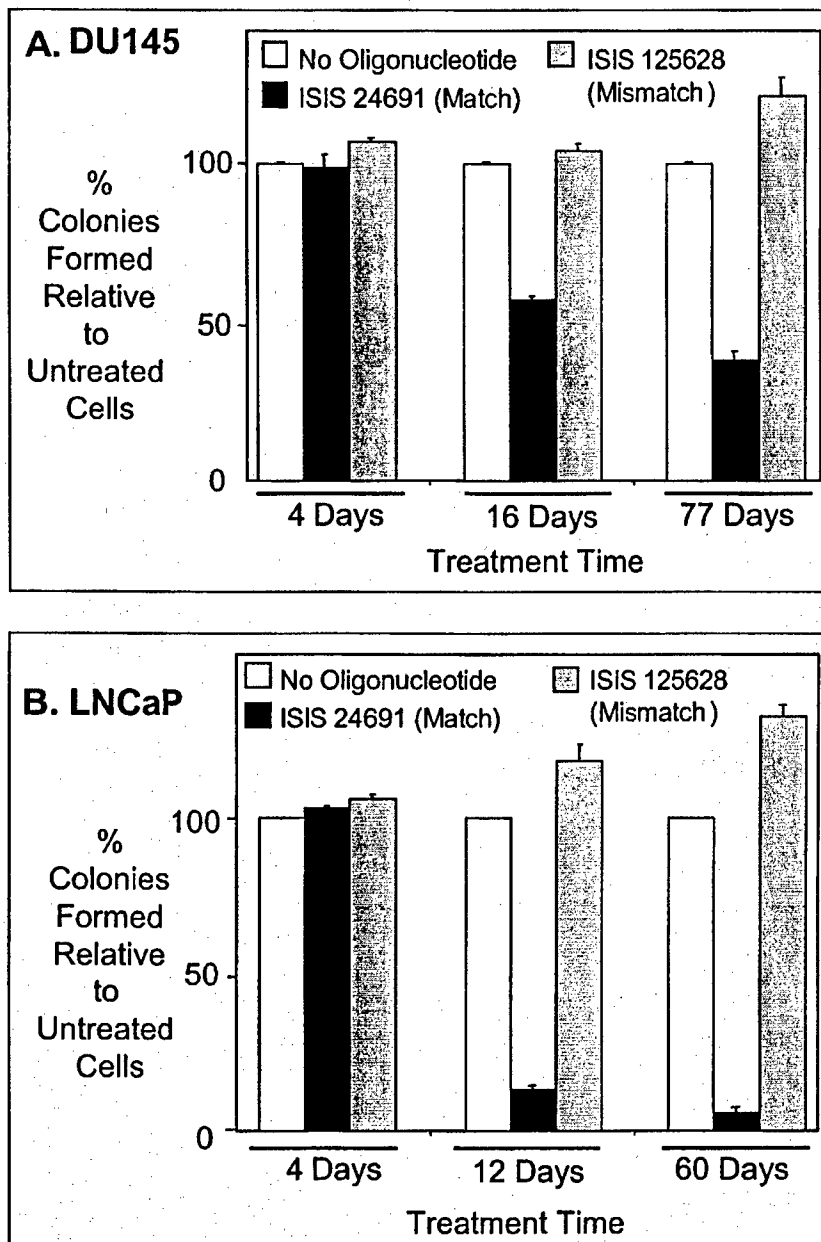 A. DU145
No Oligonucleotide
ISIS 24691 (Match)
ISIS 125628
(Mismatch)
%
Colonies
Formed
Relative
to
Untreated
Cells
100
50
0
4 Days
16 Days
77 Days
Treatment Time
B. LNCaP
No Oligonucleotide
ISIS 24691 (Match)
ISIS 125628
(Mismatch)
%
Colonies
Formed
Relative
to
Untreated
Cells
100
50
0
4 Days
12 Days
60 Days
Treatment Time